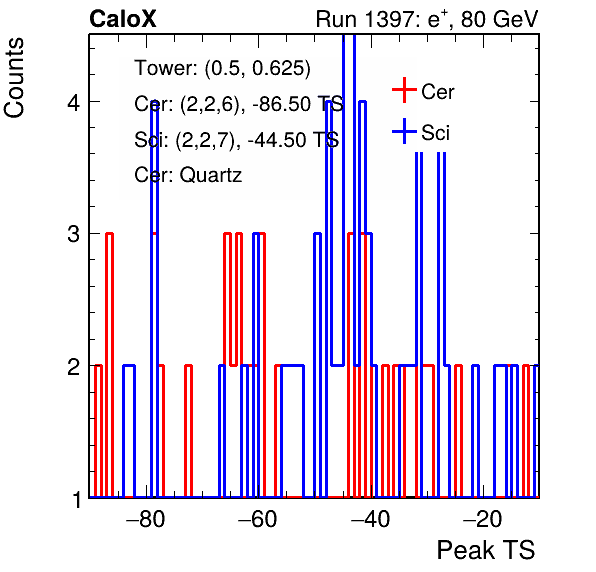 CaloX
Run 1397: e+, 80 GeV
Counts
Tower: (0.5, 0.625)
Cer: (2,2,6), -86.50 TS
Sci: (2,2,7), -44.50 TS
Cer: Quartz
Cer
Sci
4
3
2
1
−80
−60
−40
−20
Peak TS